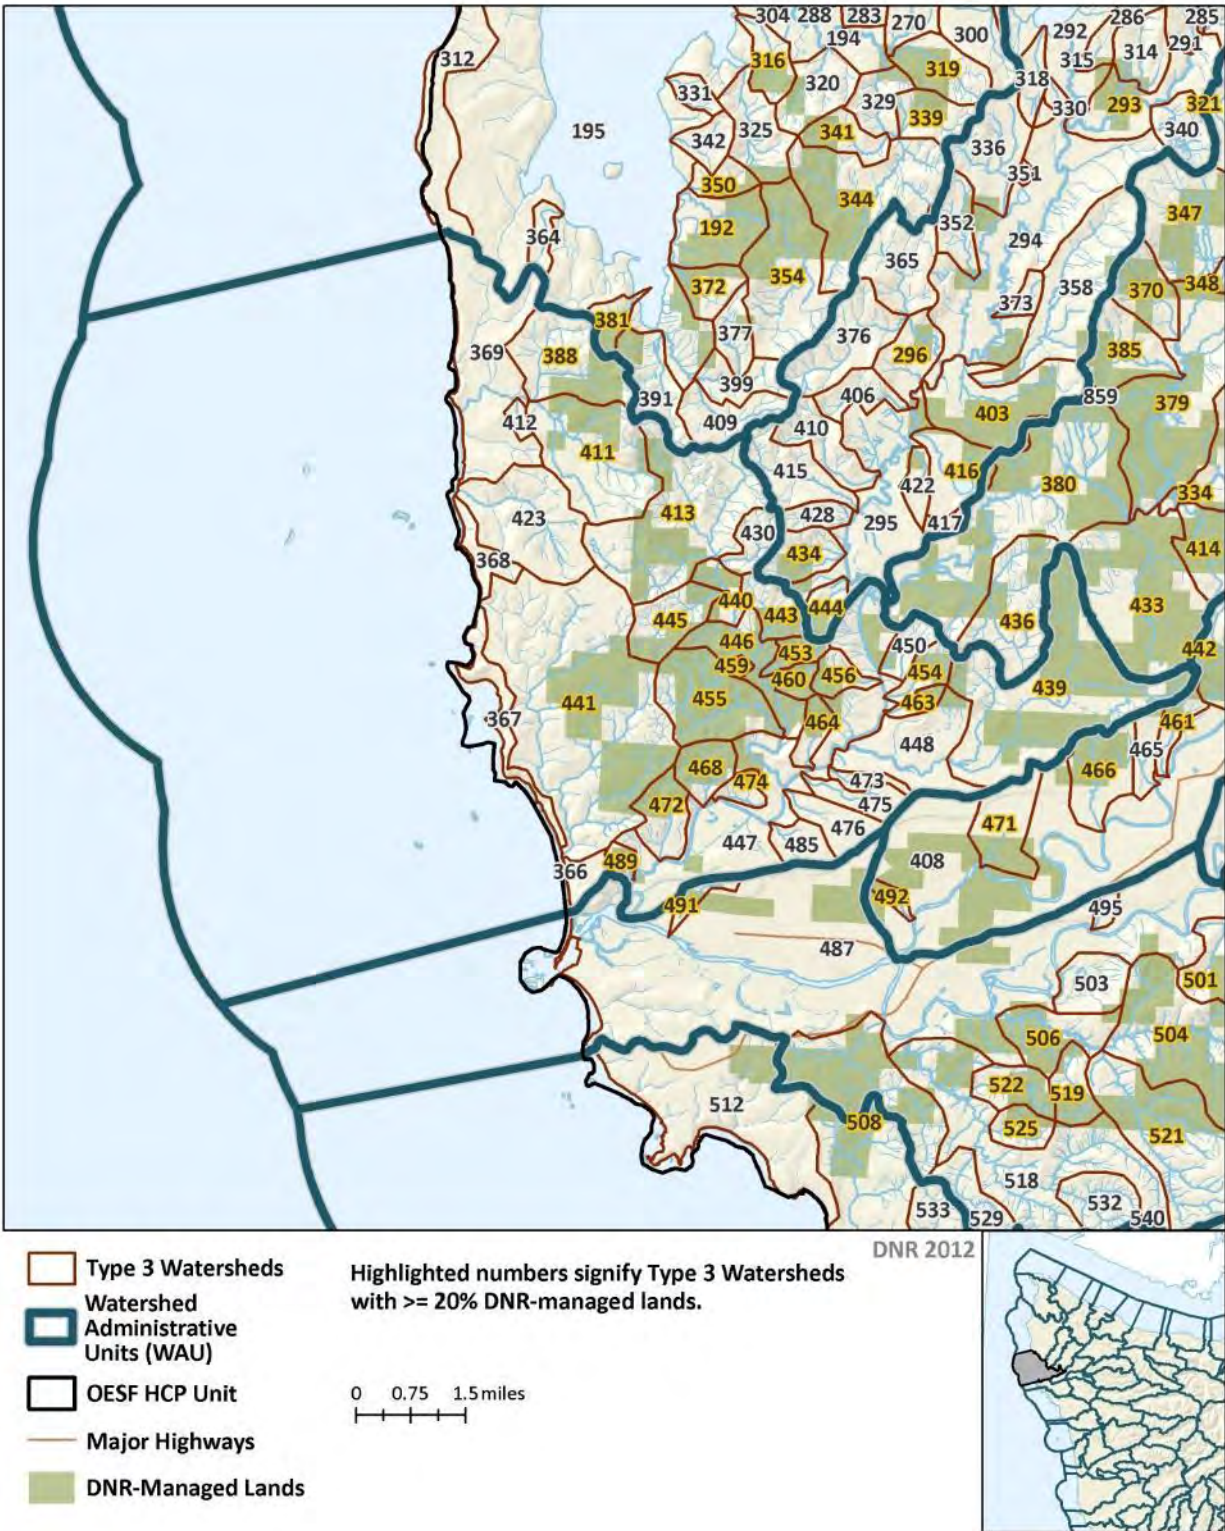 304 288 283 270 300 292 286 285
312 194 315 314 291
316 320 319 318
331 329 330 293 321
195 325 341 339 340
342 336
350 351
344 347
192 352
364 294
365
372 354 358 370 348
373
381 377 376
369 388 296 385
399
391 406 859 379
412 409 403
410
411 415 416 380
422 334
413 428
423 430 295 417
434 414
368
440 443 444 433
445 436
446 450 442
453
459 460 456 454
455 439
441 464 463
367 461
448 465
468 466
474 473
472 475
476 471
447 485
489 408
366
491 492
495
487
503 501
506 504
522 519
512
508 525 521
518
532
533 529 540
DNR 2012
Type 3 Watersheds
Watershed
Administrative
Units (WAU)
OESF HCP Unit
Major Highways
DNR-Managed Lands
Highlighted numbers signify Type 3 Watersheds
with >= 20% DNR-managed lands.
0 0.75 1.5 miles